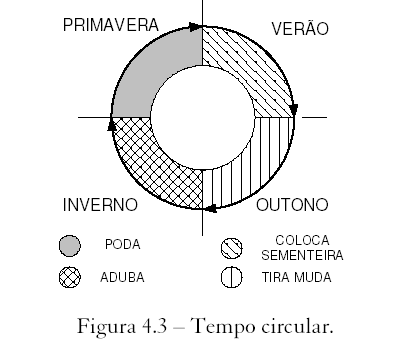 PRIMAVERA
VERÃO
INVERNO
OUTONO
PODA
COLOCA
SEMENTEIRA
ADUBA
TIRA MUDA
Figura 4.3 – Tempo circular.